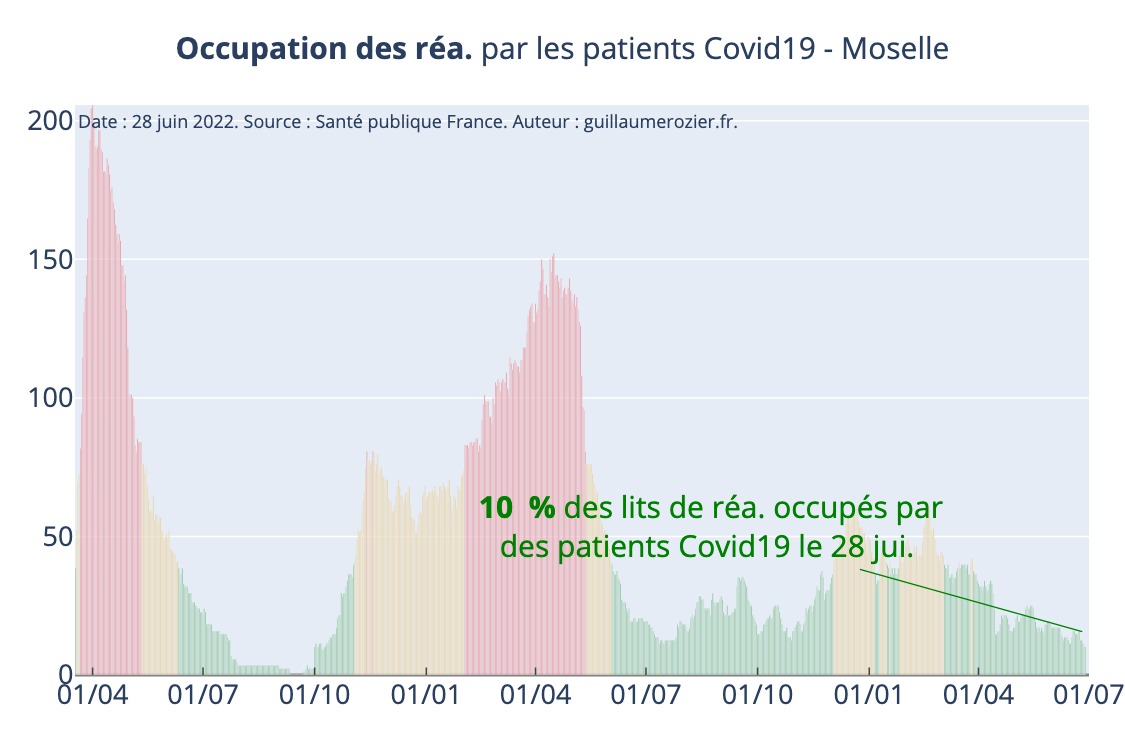 Occupation des réa. par les patients Covid19 - Moselle
200
Date : 28 juin 2022. Source : Santé publique France. Auteur : guillaumerozier.fr.
150
100
10 % des lits de réa. occupés par
des patients Covid19 le 28 jui.
50
0
01/04 01/07 01/10 01/01 01/04 01/07 01/10 01/01 01/04 01/07